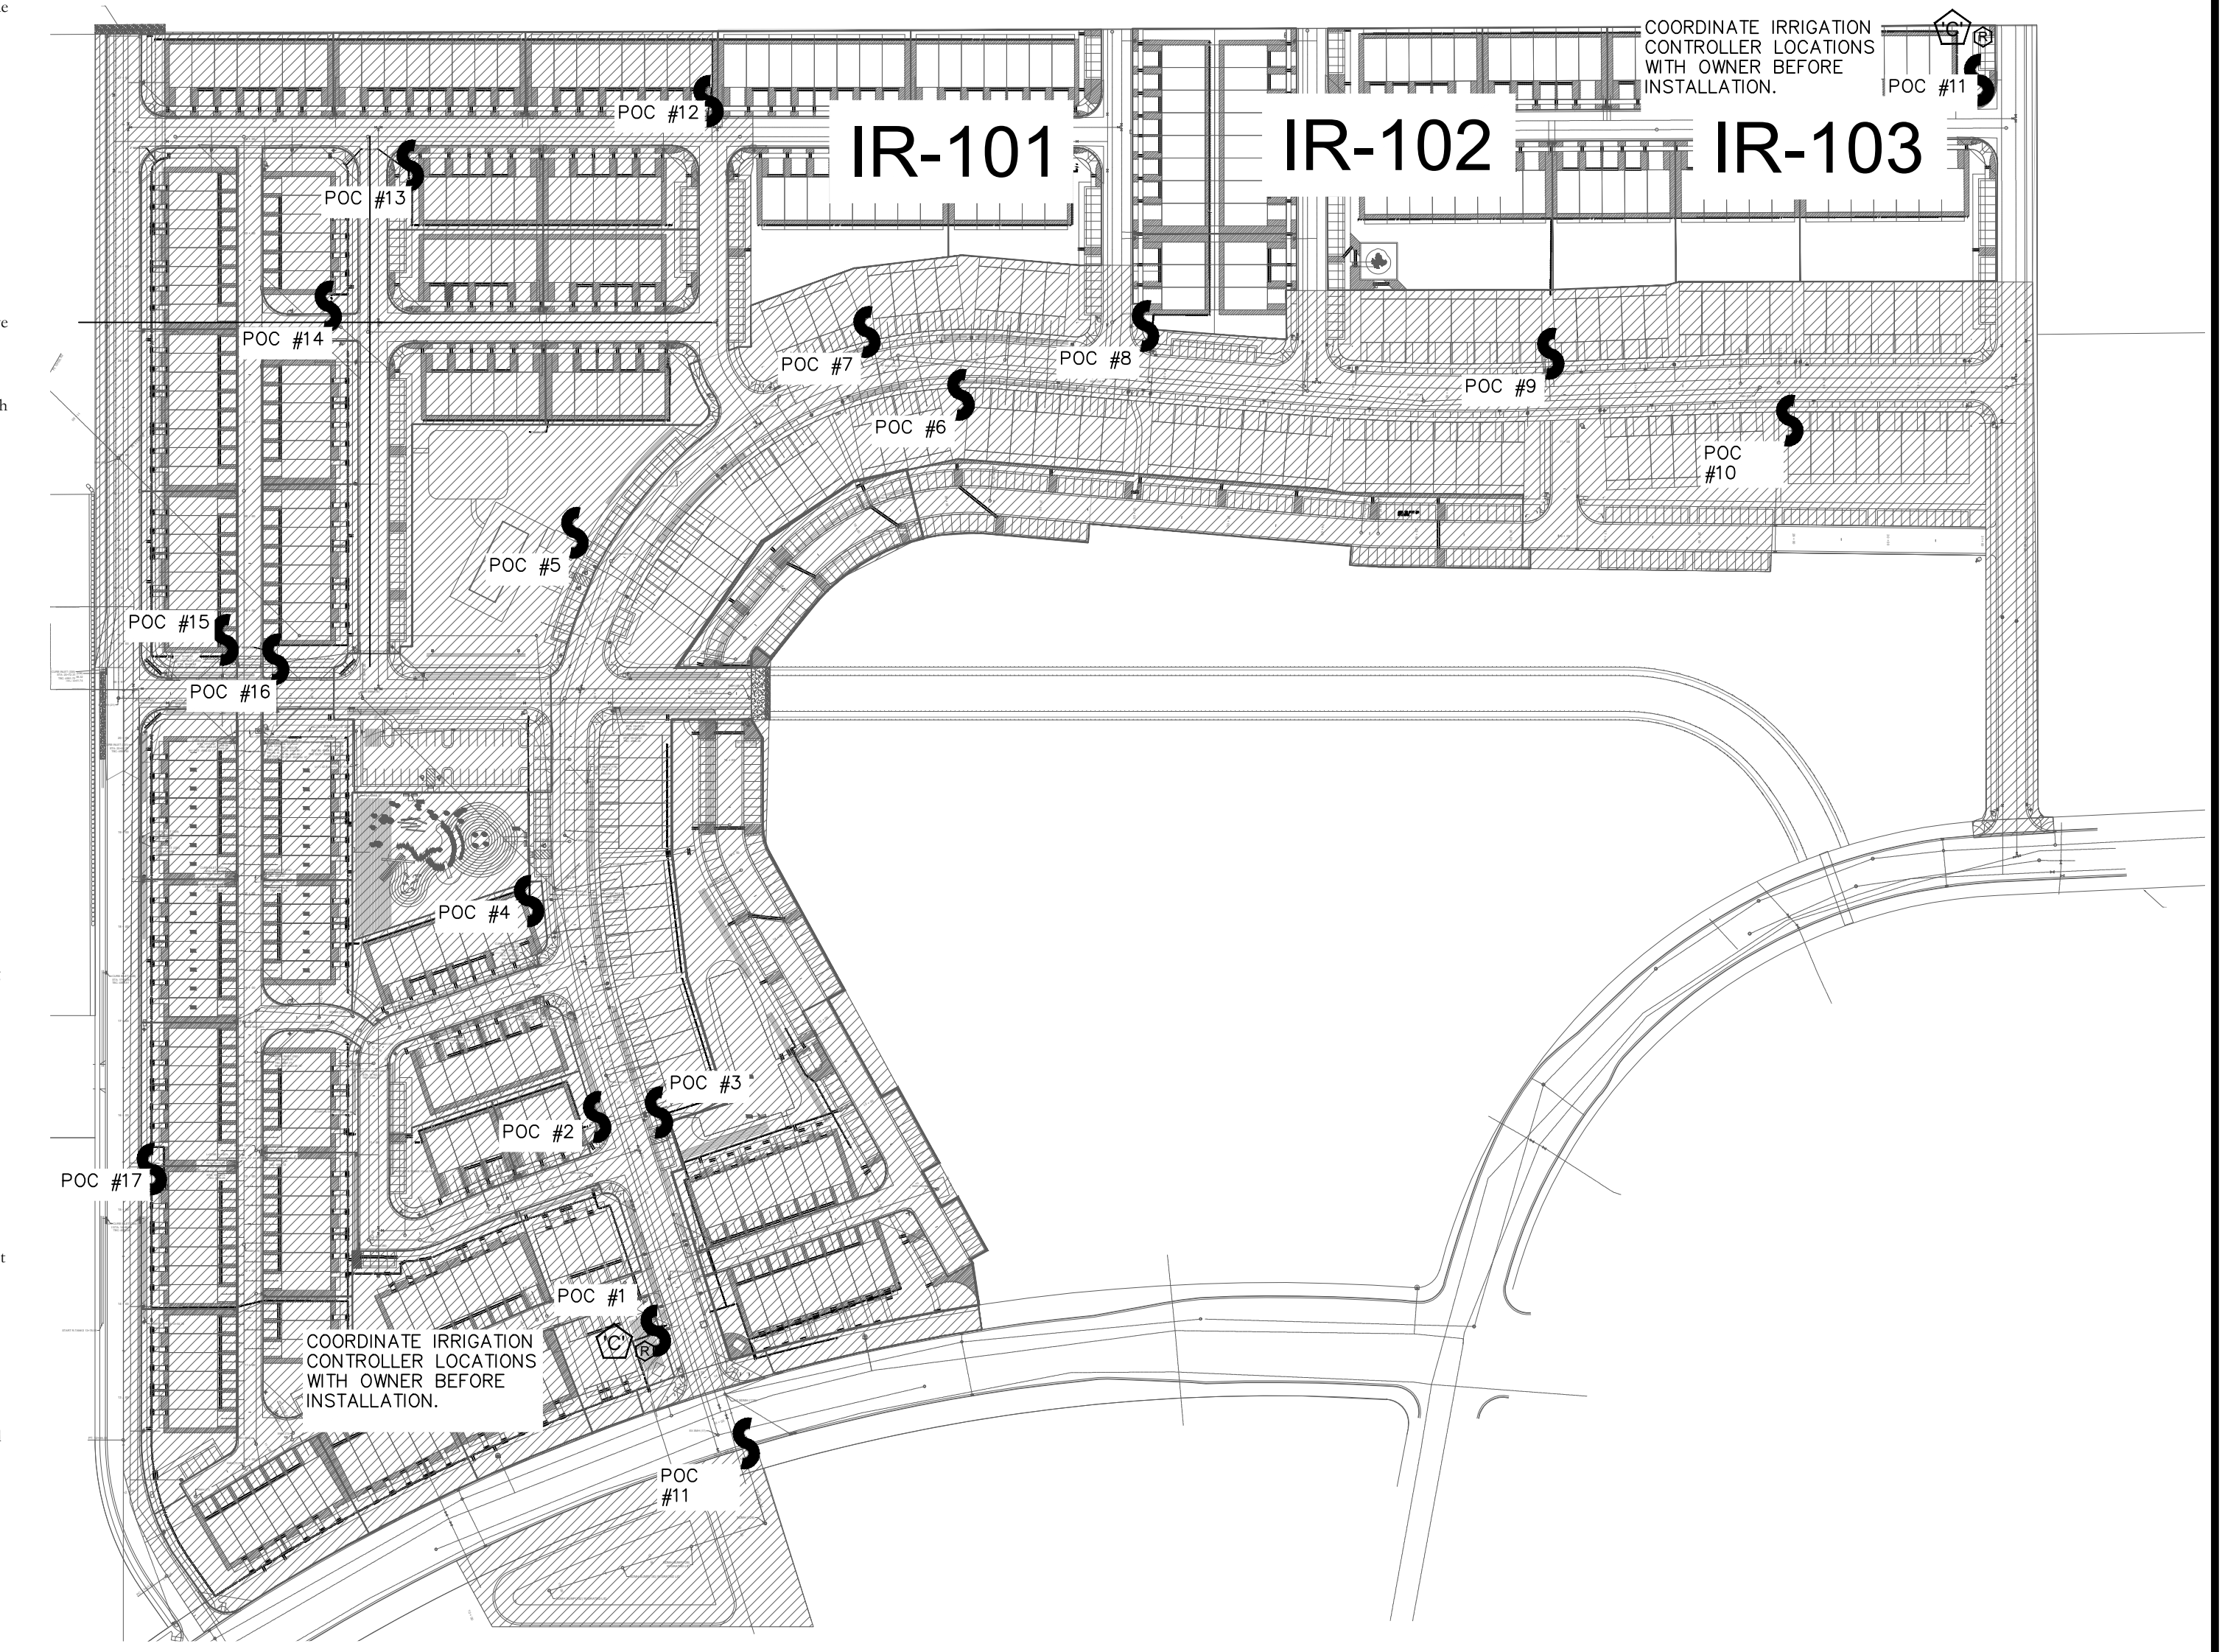 COORDINATE IRRIGATION
CONTROLLER LOCATIONS
WITH OWNER BEFORE
INSTALLATION.
'C'
R
POC #11
POC #12
IR-101
IR-102
IR-103
POC #13
POC #14
POC #7
POC #8
POC #9
POC #6
POC
#10
POC #5
POC #15
POC #16
POC #4
POC #3
POC #2
POC #17
POC #1
'C'
R
COORDINATE IRRIGATION
CONTROLLER LOCATIONS
WITH OWNER BEFORE
INSTALLATION.
POC
#11